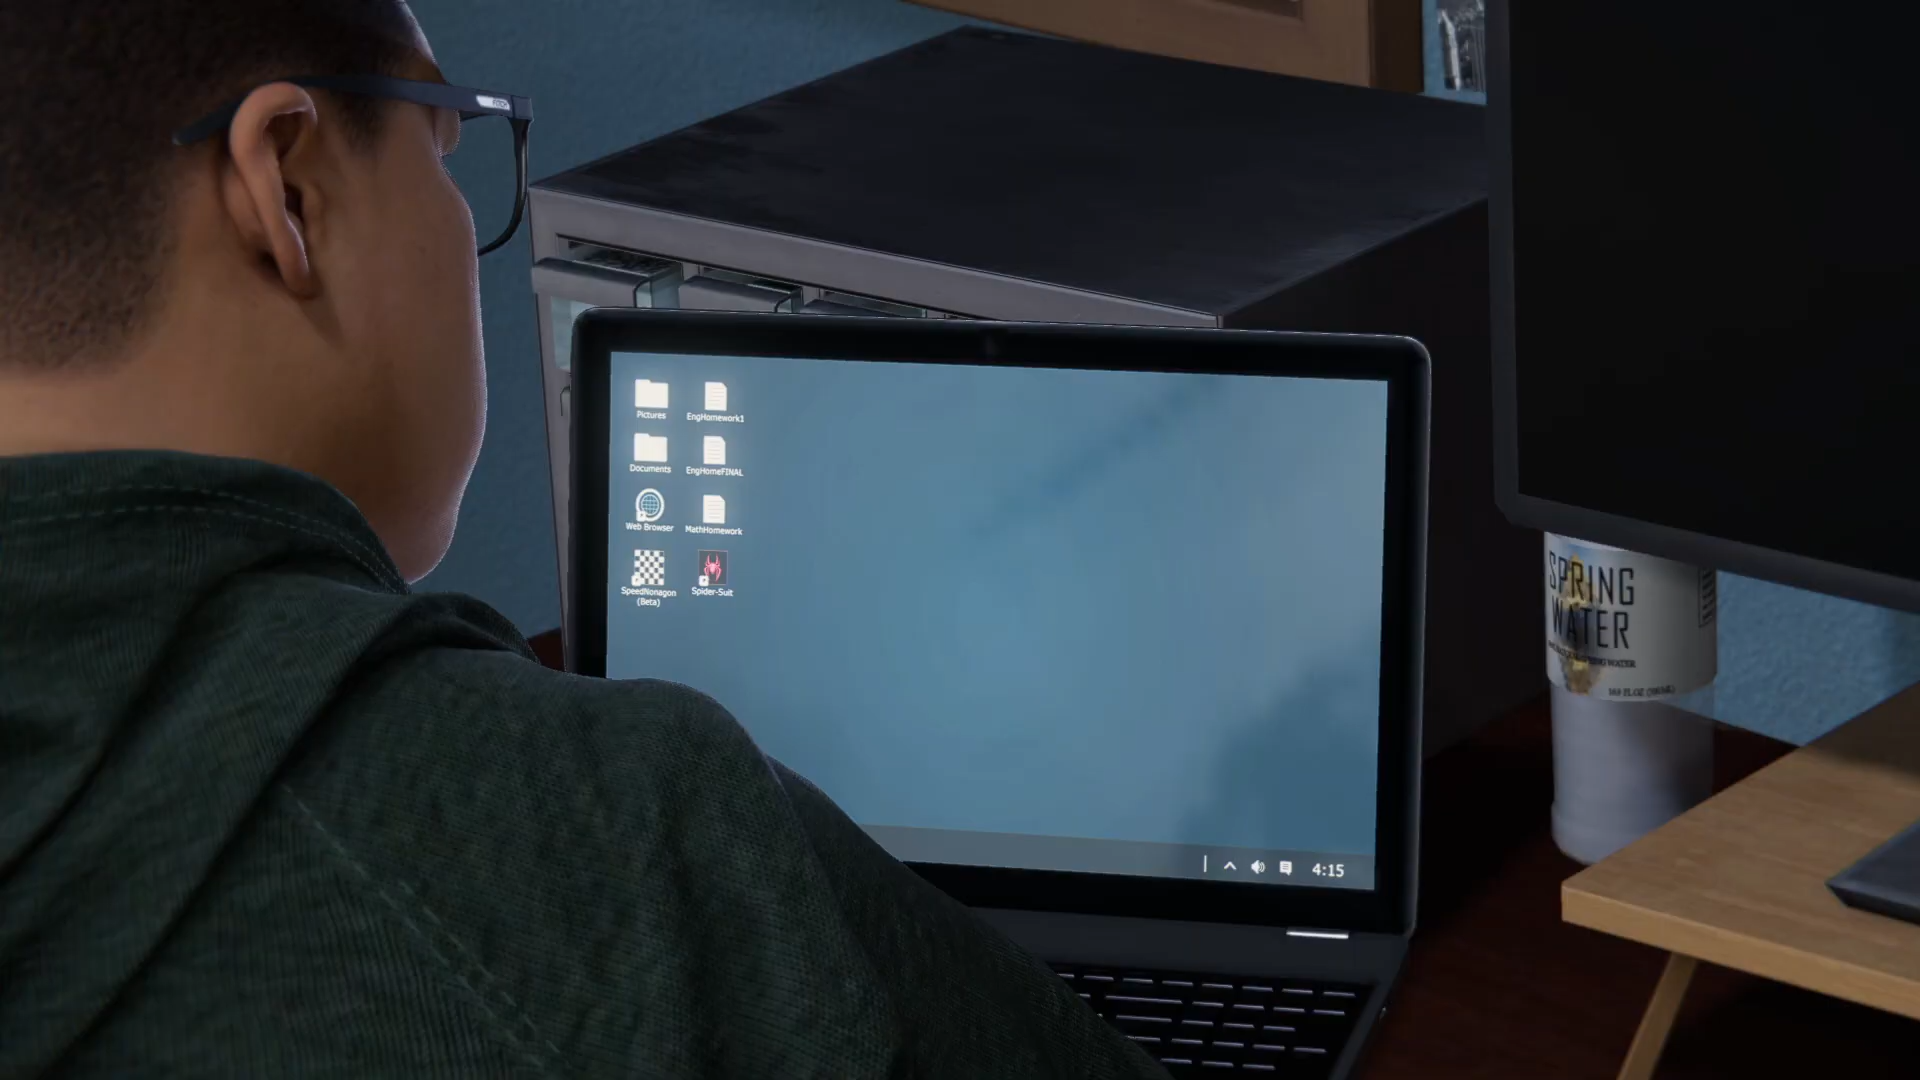 Pictures
EngHomework1
Documents
EngHomeFINAL
Web Browser
MathHomework
SpeedNonagon
(Beta)
Spider-Suit
4:15
SPRING
WATER